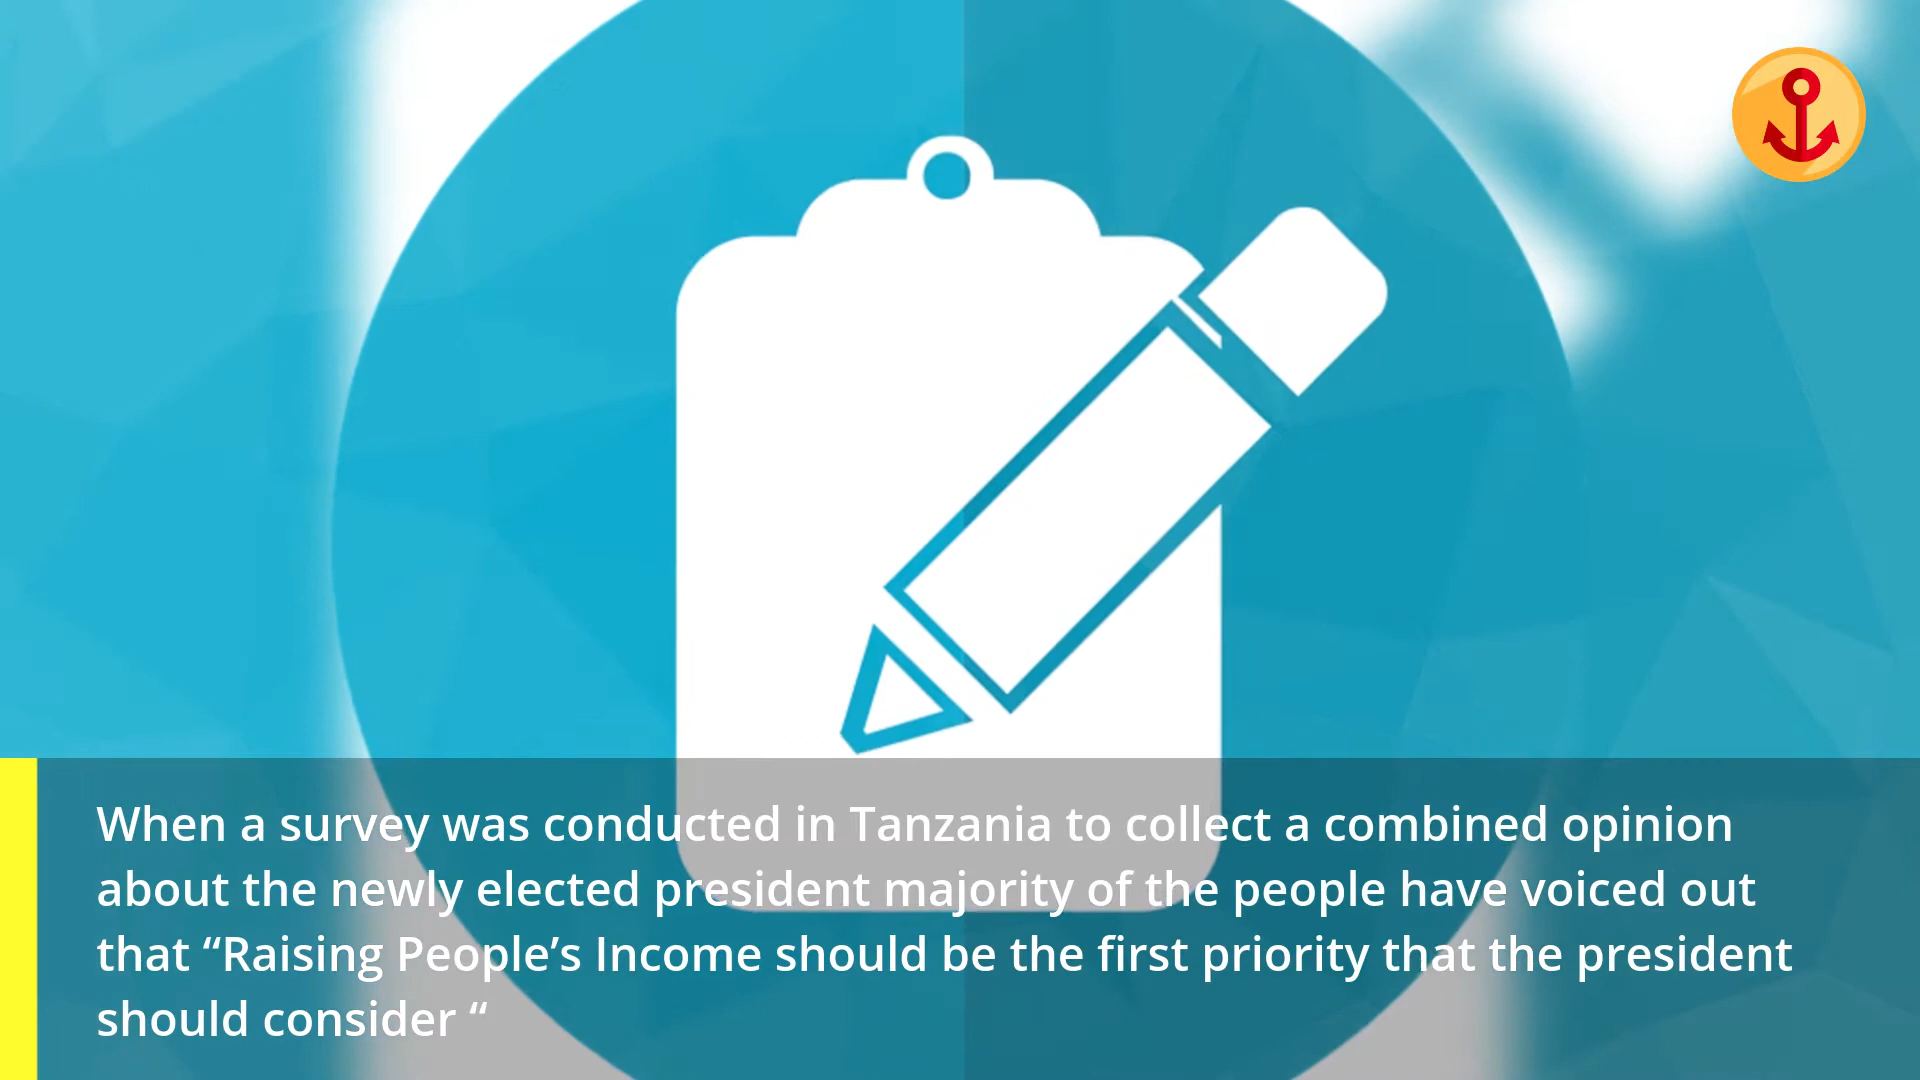 When a survey was conducted in Tanzania to collect a combined opinion
about the newly elected president majority of the people have voiced out
that “Raising People’s Income should be the first priority that the president
should consider “